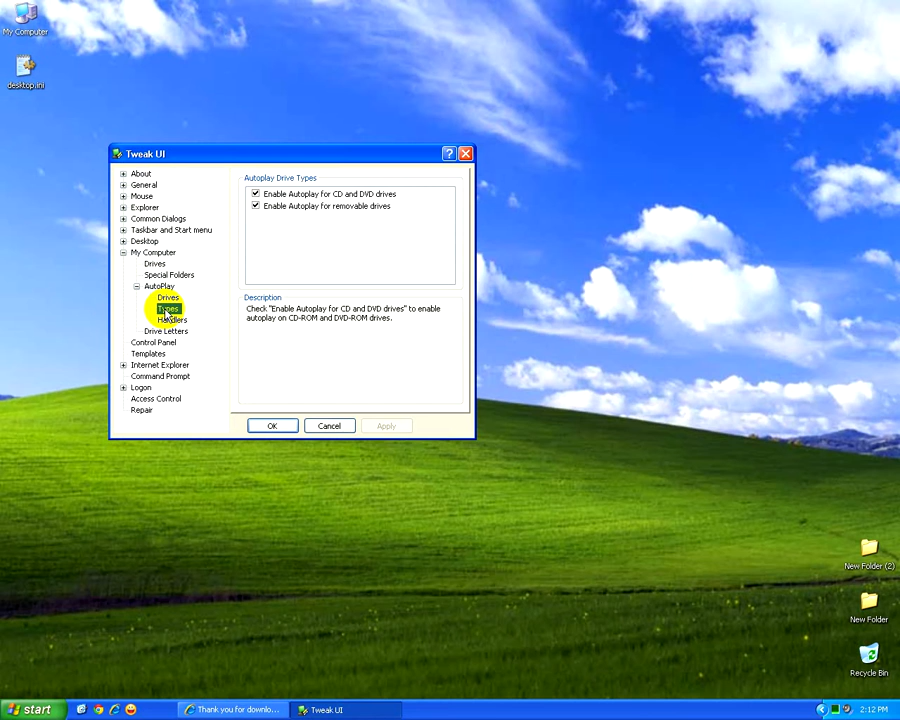 My Computer
desktop.ini
Tweak UI
About
General
Mouse
Explorer
Common Dialogs
Taskbar and Start menu
Desktop
My Computer
Drives
Special Folders
AutoPlay
Drives
Types
Handlers
Drive Letters
Control Panel
Templates
Internet Explorer
Command Prompt
Logon
Access Control
Repair
Autoplay Drive Types
Enable Autoplay for CD and DVD drives
Enable Autoplay for removable drives
Description
Check "Enable Autoplay for CD and DVD drives" to enable
autoplay on CD-ROM and DVD-ROM drives.
OK
Cancel
Apply
New Folder (2)
New Folder
Recycle Bin
start
Thank you for downlo...
Tweak UI
2:12 PM